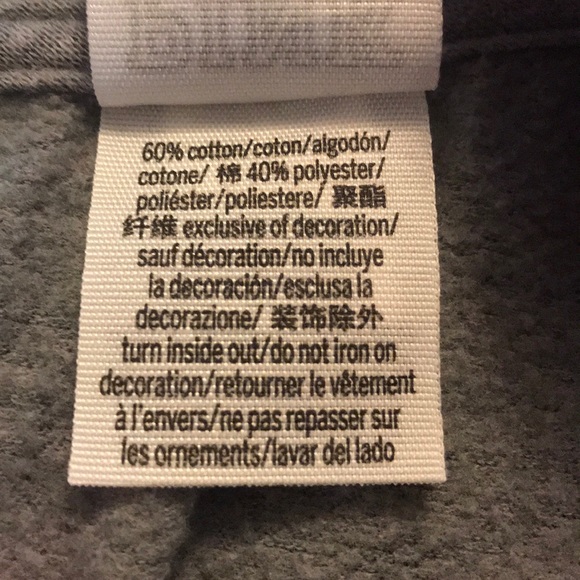 60% cotton/coton/algodón/
cotone/ 棉 40% polyester/
poliéster/poliestere/ 聚酯
纤维 exclusive of decoration/
sauf décoration/no incluye
la decoración/esclusa la
decorazione/ 装饰除外
turn inside out/do not iron on
decoration/retourner le vêtement
à l'envers/ne pas repasser sur
les ornements/lavar del lado